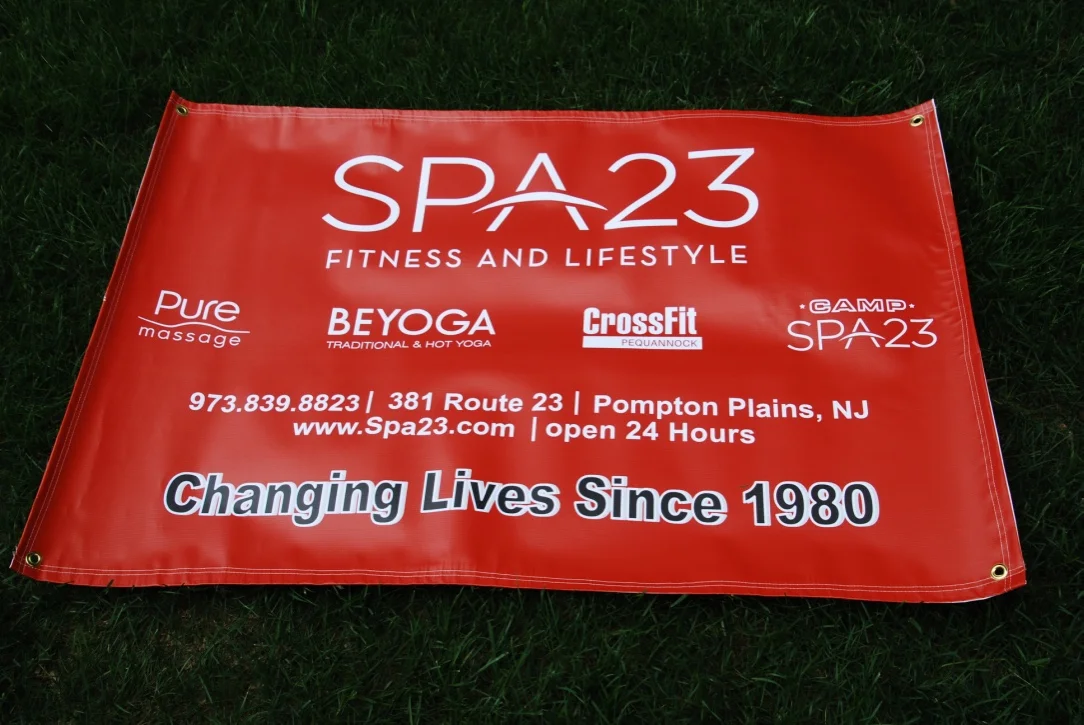 SPA23
FITNESS AND LIFESTYLE
Pure
massage
BEYOGA
TRADITIONAL & HOT YOGA
CrossFit
PEQUANNOCK
CAMP
SPA23
973.839.8823 | 381 Route 23 | Pompton Plains, NJ
www.Spa23.com | open 24 Hours
Changing Lives Since 1980